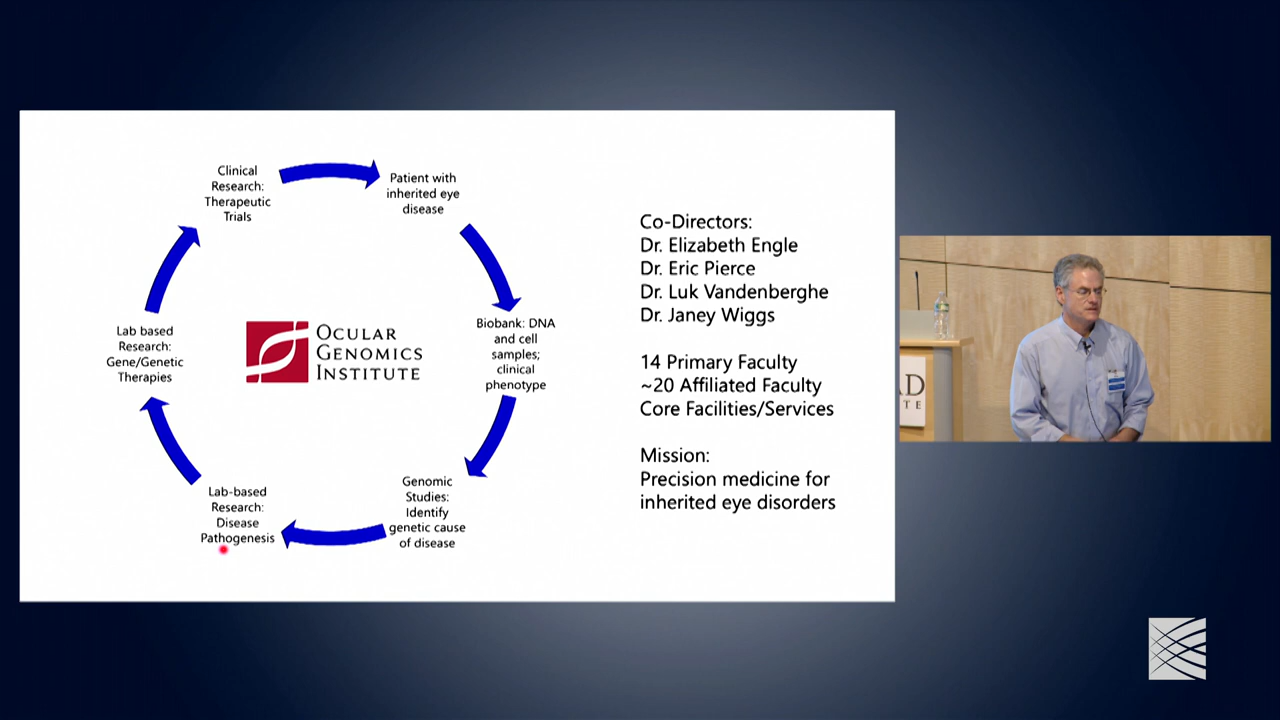 Clinical
Research:
Therapeutic
Trials
Patient with
inherited eye
disease
Biobank: DNA
and cell
samples;
clinical
phenotype
Genomic
Studies:
Identify
genetic cause
of disease
Lab-based
Research:
Disease
Pathogenesis
Lab based
Research:
Gene/Genetic
Therapies
OCULAR
GENOMICS
INSTITUTE
Co-Directors:
Dr. Elizabeth Engle
Dr. Eric Pierce
Dr. Luk Vandenberghe
Dr. Janey Wiggs
14 Primary Faculty
~20 Affiliated Faculty
Core Facilities/Services
Mission:
Precision medicine for
inherited eye disorders
AD
TE